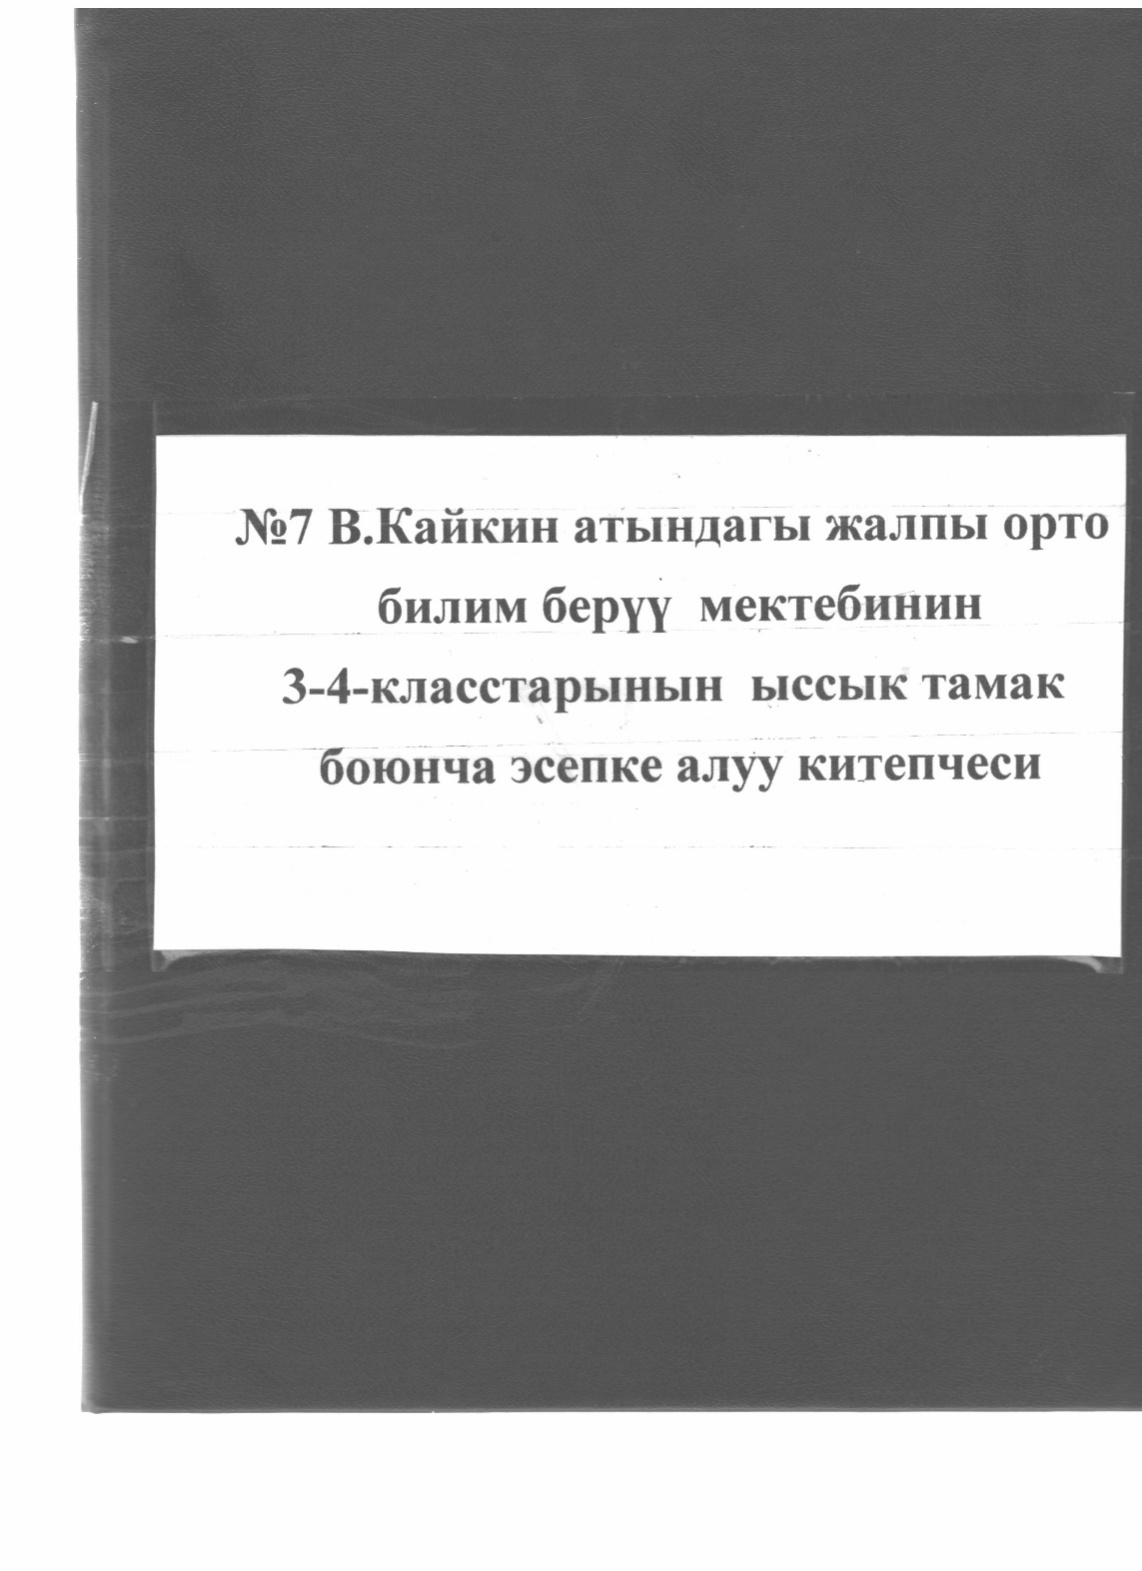 №7 В.Кайкин атындагы жалпы орто
билим берүү мектебинин
3-4-класстарынын ыссык тамак
боюнча эсепке алуу китепчеси